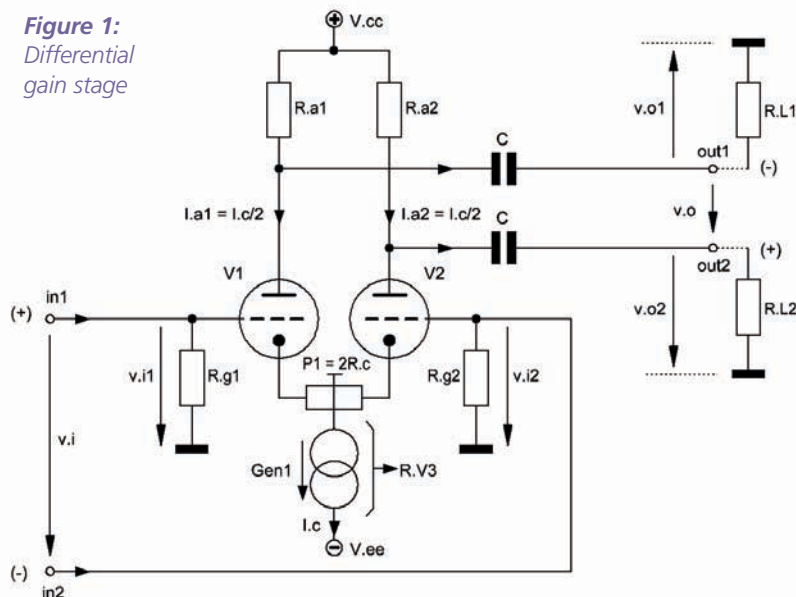 Figure 1:
Differential
gain stage
V.cc
R.a1
R.a2
v.o1
R.L1
C
out1
(-)
I.a1 = I.c/2
I.a2 = I.c/2
C
v.o
(+)
out2
V1
V2
in1
(+)
v.o2
R.L2
P1 = 2R.c
v.i1
R.g1
R.g2
v.i2
v.i
Gen1
R.V3
I.c
V.ee
(-)
in2